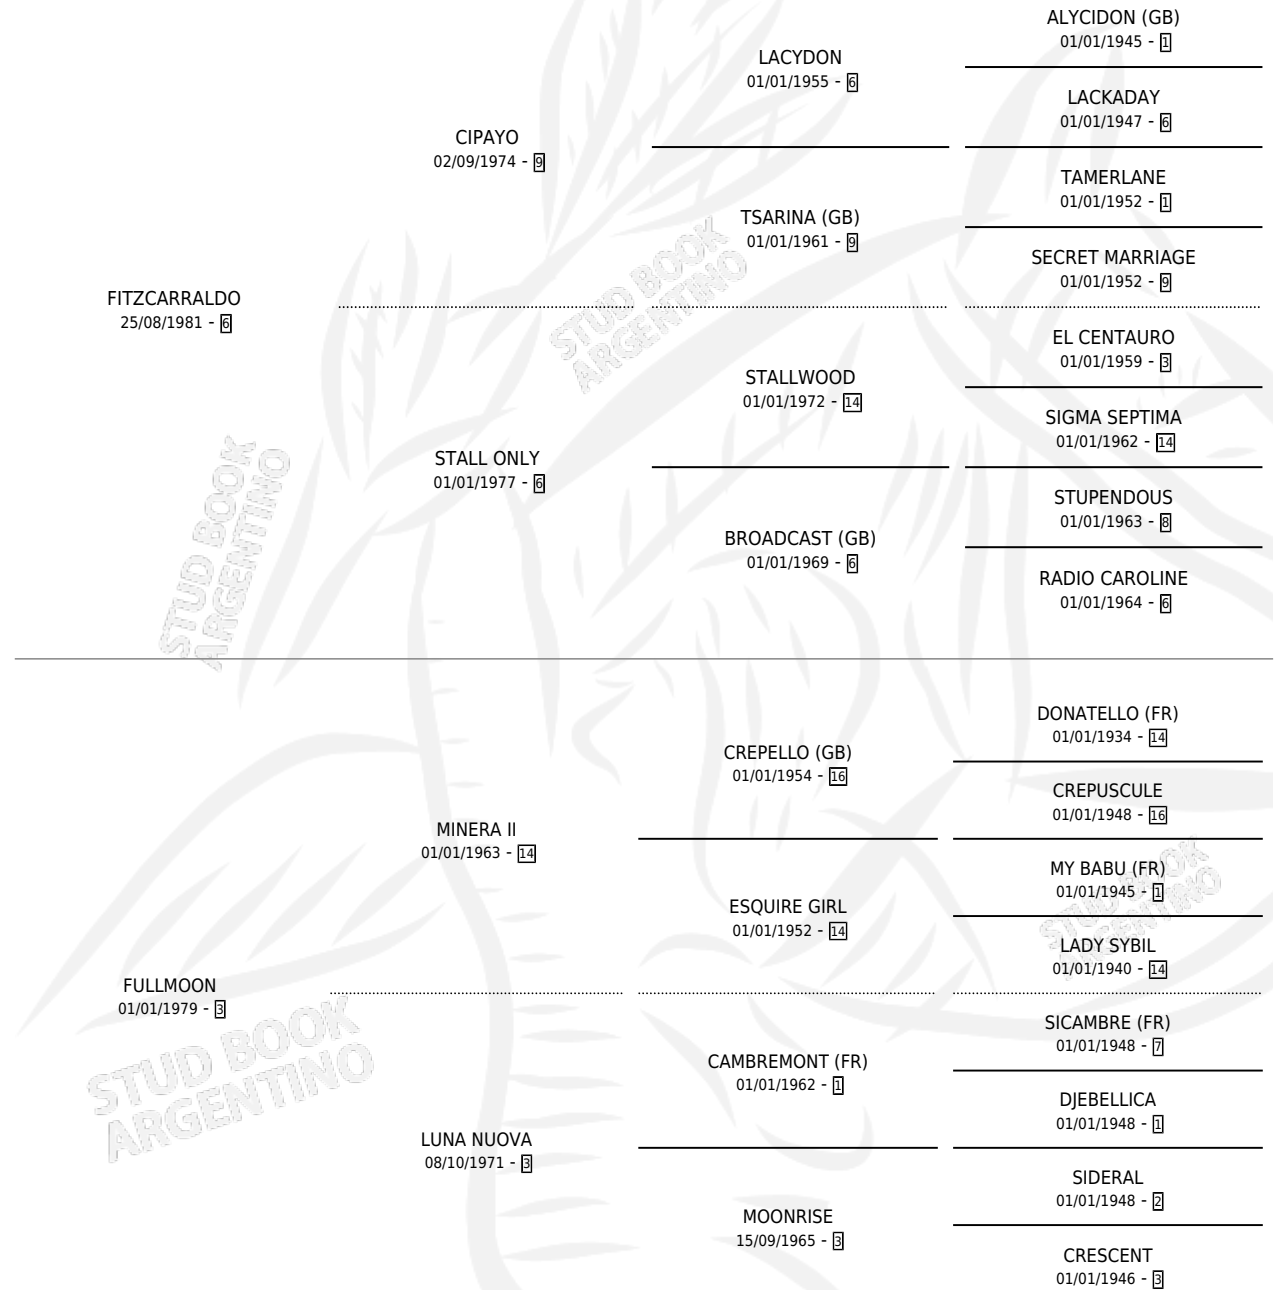 ALYCIDON (GB)
01/01/1945 - 1
LACYDON
01/01/1955 - 6
LACKADAY
01/01/1947 - 6
CIPAYO
02/09/1974 - 9
TAMERLANE
01/01/1952 - 1
TSARINA (GB)
01/01/1961 - 9
SECRET MARRIAGE
01/01/1952 - 9
FITZCARRALDO
25/08/1981 - 6
EL CENTAURO
01/01/1959 - 3
STALLWOOD
01/01/1972 - 14
SIGMA SEPTIMA
01/01/1962 - 14
STALL ONLY
01/01/1977 - 6
STUPENDOUS
01/01/1963 - 8
BROADCAST (GB)
01/01/1969 - 6
RADIO CAROLINE
01/01/1964 - 6
STUD BOOK
ARGENTINO
STUD BOOK
ARGENTINO
DONATELLO (FR)
01/01/1934 - 14
CREPELLO (GB)
01/01/1954 - 16
CREPUSCULE
01/01/1948 - 16
MINERA II
01/01/1963 - 14
MY BABU (FR)
01/01/1945 - 1
ESQUIRE GIRL
01/01/1952 - 14
LADY SYBIL
01/01/1940 - 14
STUD BOOK
ARGENTINO
FULLMOON
01/01/1979 - 3
SICAMBRE (FR)
01/01/1948 - 7
CAMBREMONT (FR)
01/01/1962 - 1
DJEBELLICA
01/01/1948 - 1
LUNA NUOVA
08/10/1971 - 3
SIDERAL
01/01/1948 - 2
MOONRISE
15/09/1965 - 3
CRESCENT
01/01/1946 - 3
STUD BOOK
ARGENTINO